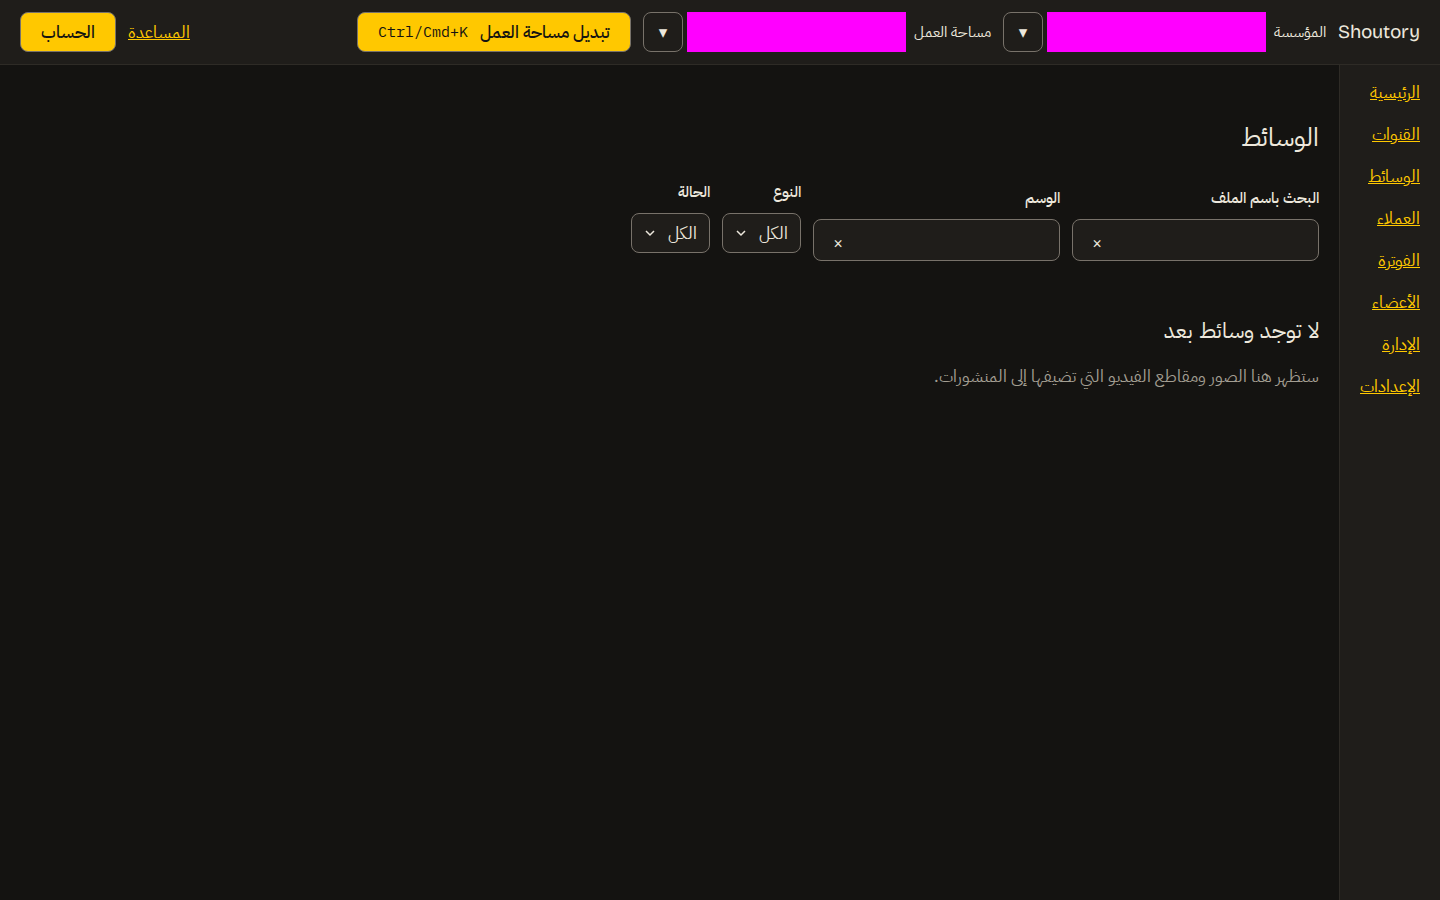 Shoutory
المؤسسة
▼
مساحة العمل
▼
تبديل مساحة العمل Ctrl/Cmd+K
المساعدة
الحساب
الرئيسية
القنوات
الوسائط
العملاء
الفوترة
الأعضاء
الإدارة
الإعدادات
الوسائط
البحث باسم الملف
×
الوسم
×
النوع
الكل
الحالة
الكل
لا توجد وسائط بعد
ستظهر هنا الصور ومقاطع الفيديو التي تضيفها إلى المنشورات.